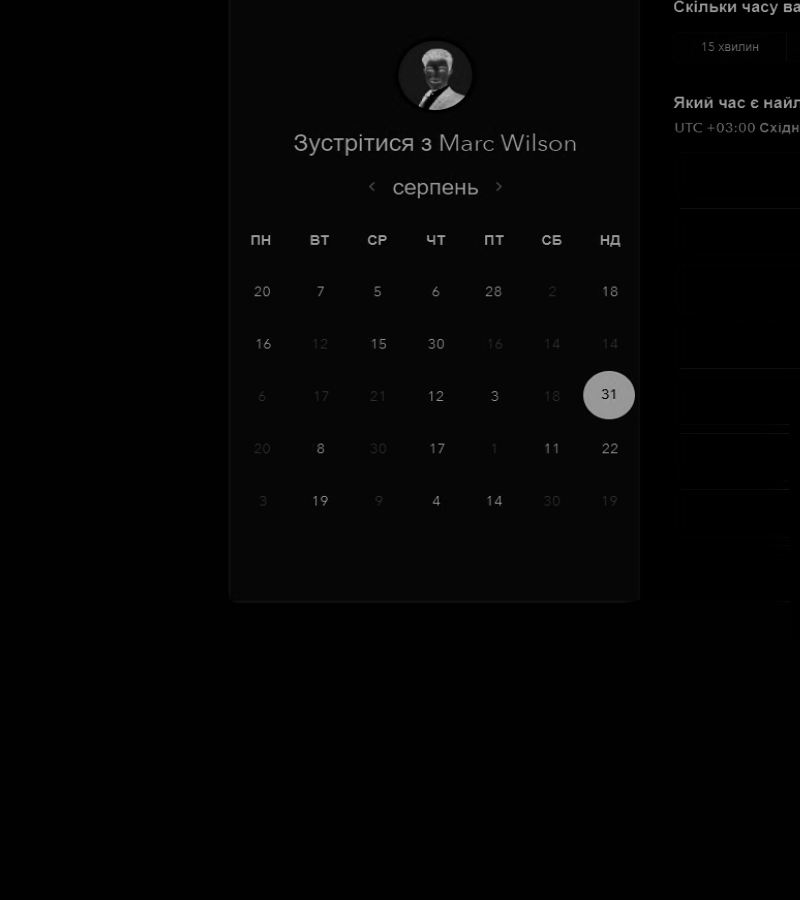 Зустрітися з Marc Wilson
серпень
ПН ВТ СР ЧТ ПТ СБ НД
20 7 5 6 28 2 18
16 12 15 30 16 14 14
6 17 21 12 3 18 31
20 8 30 17 1 11 22
3 19 9 4 14 30 19
Скільки часу ва
15 хвилин
Який час є найл
UTC +03:00 Східн